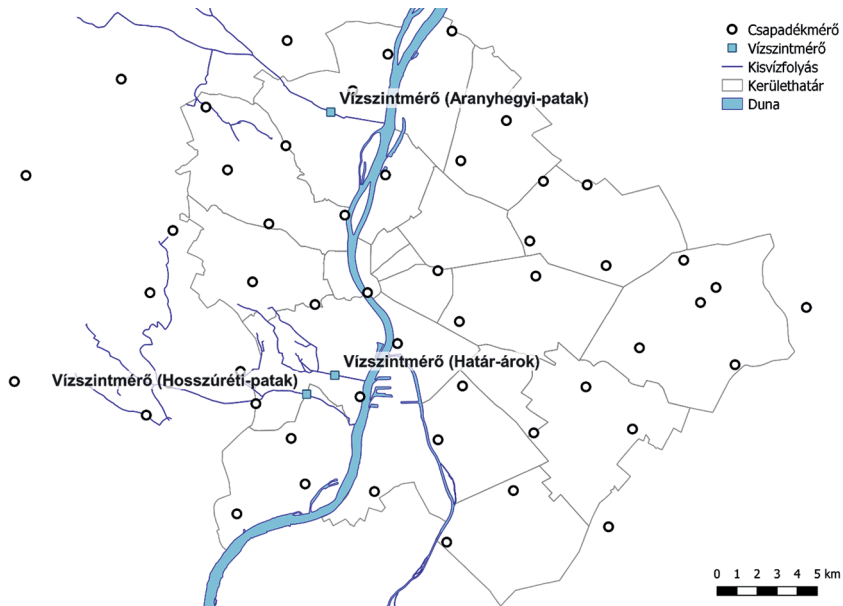 Csapadékmérő
Vízszintmérő
Kisvízfolyás
Kerülethatár
Duna
Vízszintmérő (Aranyhegyi-patak)
Vízszintmérő (Határ-árok)
Vízszintmérő (Hosszúréti-patak)
0 1 2 3 4 5 km